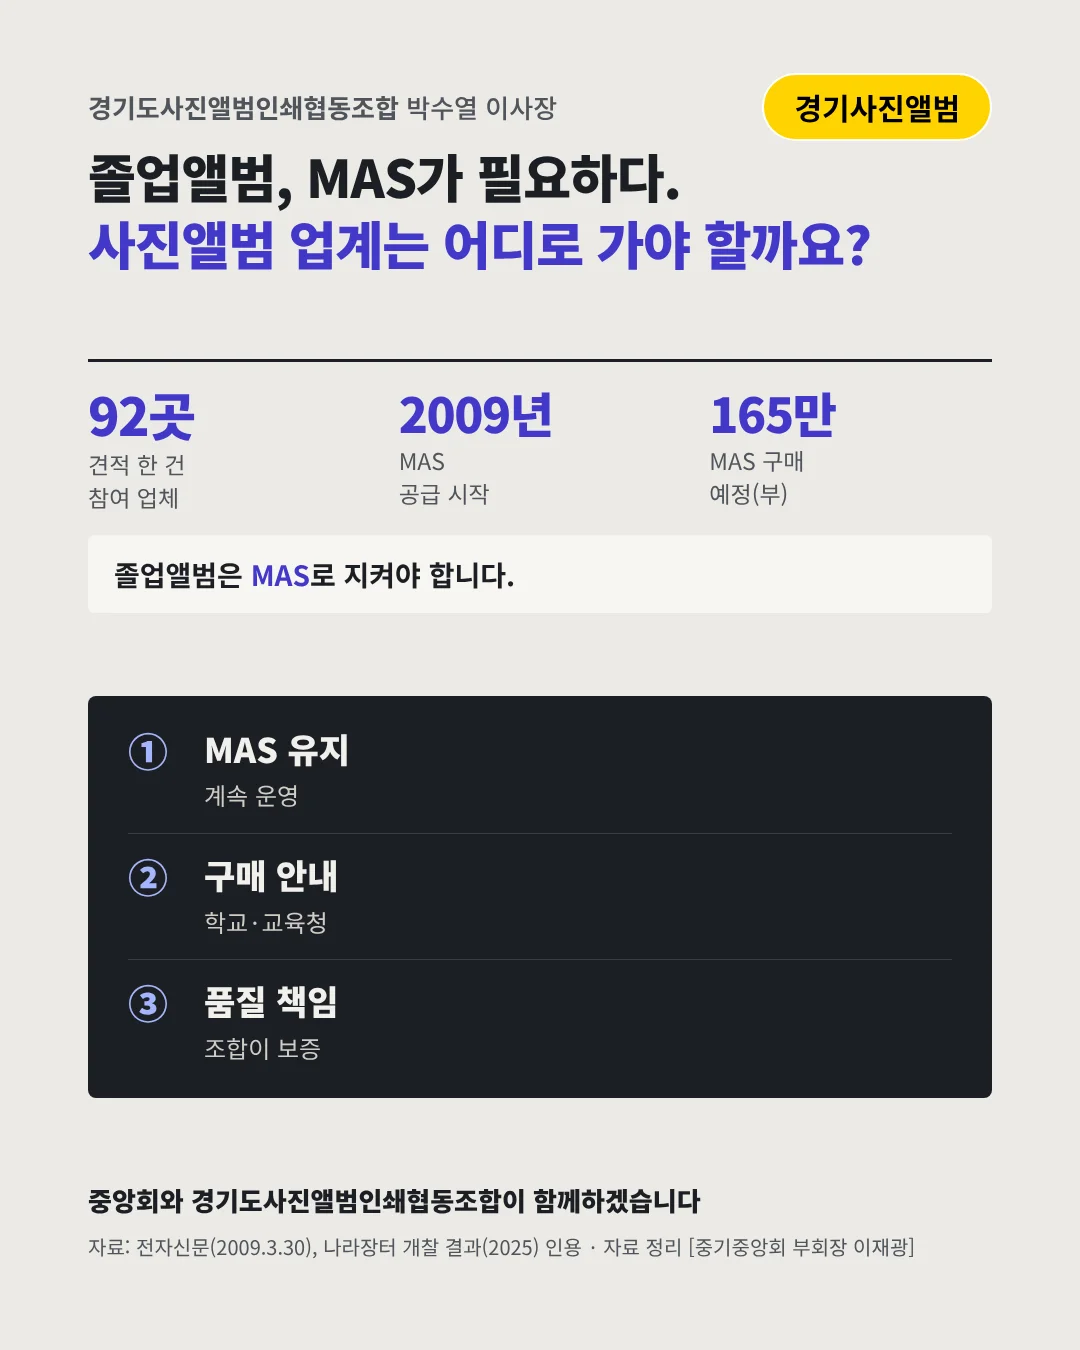 경기도사진앨범인쇄협동조합 박수열 이사장
경기사진앨범
졸업앨범, MAS가 필요하다.
사진앨범 업계는 어디로 가야 할까요?
92곳
견적 한 건
참여 업체
2009년
MAS
공급 시작
165만
MAS 구매
예정(부)
졸업앨범은 MAS로 지켜야 합니다.
① MAS 유지
계속 운영
② 구매 안내
학교·교육청
③ 품질 책임
조합이 보증
중앙회와 경기도사진앨범인쇄협동조합이 함께하겠습니다
자료: 전자신문(2009.3.30), 나라장터 개찰 결과(2025) 인용 · 자료 정리 [중기중앙회 부회장 이재광]